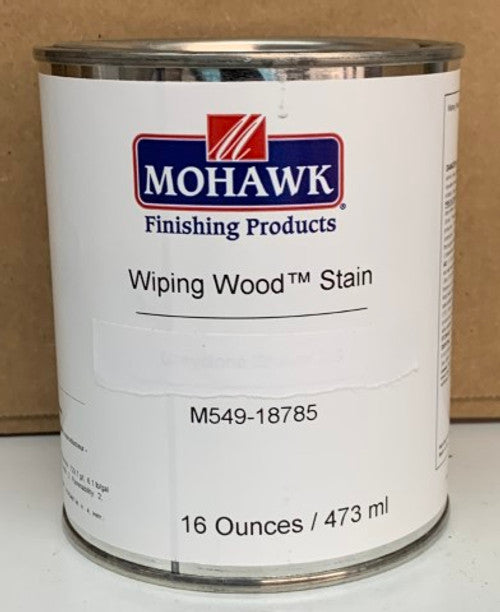 MOHAWK
Finishing Products
Wiping Wood™ Stain
M549-18785
16 Ounces / 473 ml